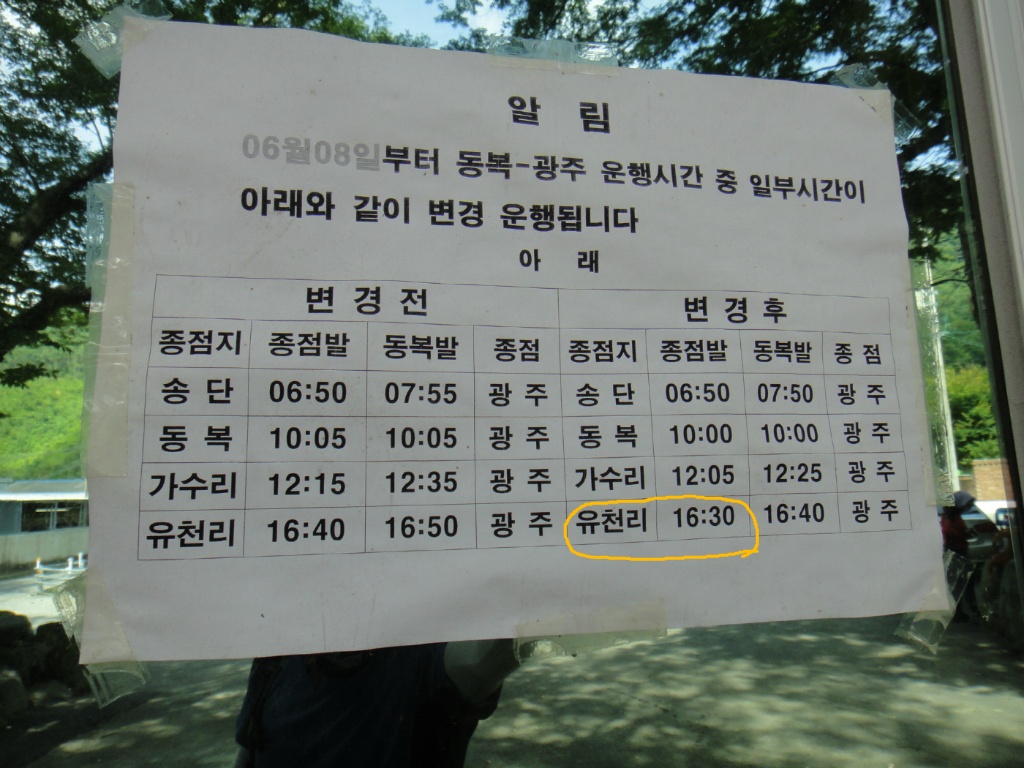 알 림
06월08일부터 동복-광주 운행시간 중 일부시간이
아래와 같이 변경 운행됩니다
아 래
변 경 전 변 경 후
종점지 종점발 동복발 종점 종점지 종점발 동복발 종 점
송 단 06:50 07:55 광 주 송 단 06:50 07:50 광 주
동 복 10:05 10:05 광 주 동 복 10:00 10:00 광 주
가수리 12:15 12:35 광 주 가수리 12:05 12:25 광 주
유천리 16:40 16:50 광 주 유천리 16:30 16:40 광 주